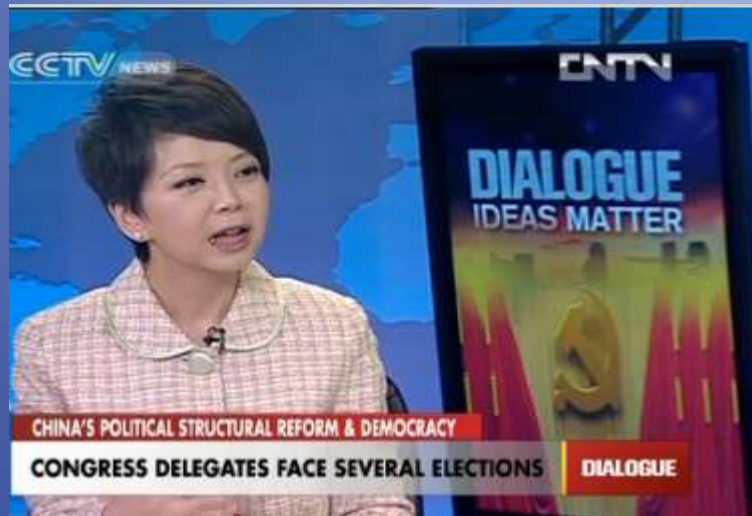 CCTV NEWS
CNTV
DIALOGUE
IDEAS MATTER
CHINA'S POLITICAL STRUCTURAL REFORM & DEMOCRACY
CONGRESS DELEGATES FACE SEVERAL ELECTIONS
DIALOGUE